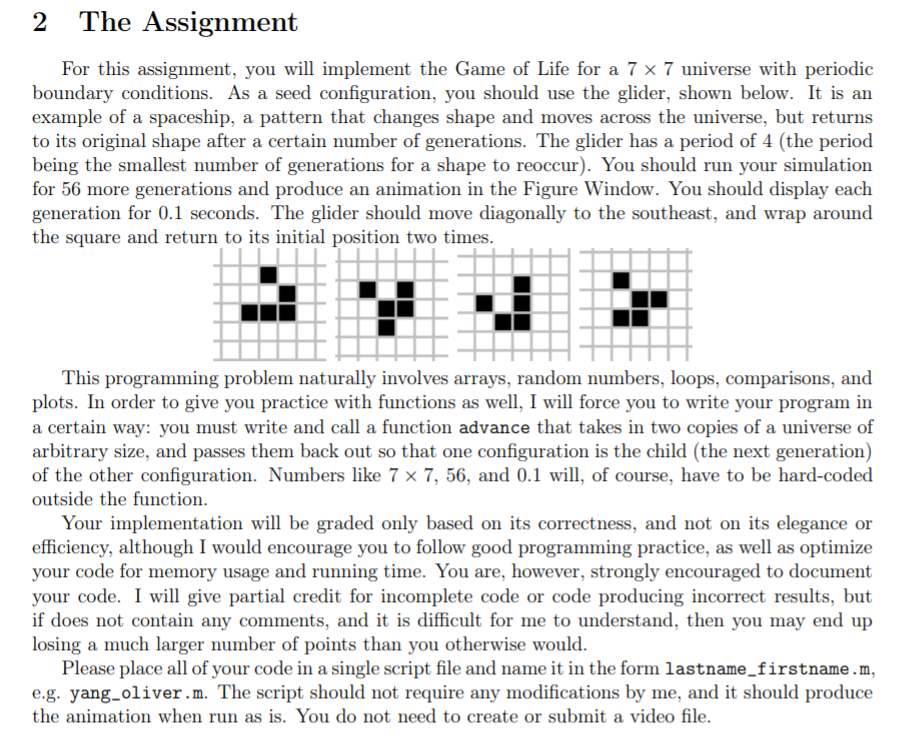 2 The Assignment
For this assignment, you will implement the Game of Life for a 7 × 7 universe with periodic
boundary conditions. As a seed configuration, you should use the glider, shown below. It is an
example of a spaceship, a pattern that changes shape and moves across the universe, but returns
to its original shape after a certain number of generations. The glider has a period of 4 (the period
being the smallest number of generations for a shape to reoccur). You should run your simulation
for 56 more generations and produce an animation in the Figure Window. You should display each
generation for 0.1 seconds. The glider should move diagonally to the southeast, and wrap around
the square and return to its initial position two times.
This programming problem naturally involves arrays, random numbers, loops, comparisons, and
plots. In order to give you practice with functions as well, I will force you to write your program in
a certain way: you must write and call a function advance that takes in two copies of a universe of
arbitrary size, and passes them back out so that one configuration is the child (the next generation)
of the other configuration. Numbers like 7 × 7, 56, and 0.1 will, of course, have to be hard-coded
outside the function.
Your implementation will be graded only based on its correctness, and not on its elegance or
efficiency, although I would encourage you to follow good programming practice, as well as optimize
your code for memory usage and running time. You are, however, strongly encouraged to document
your code. I will give partial credit for incomplete code or code producing incorrect results, but
if does not contain any comments, and it is difficult for me to understand, then you may end up
losing a much larger number of points than you otherwise would.
Please place all of your code in a single script file and name it in the form lastname_firstname.m,
e.g. yang_oliver.m. The script should not require any modifications by me, and it should produce
the animation when run as is. You do not need to create or submit a video file.